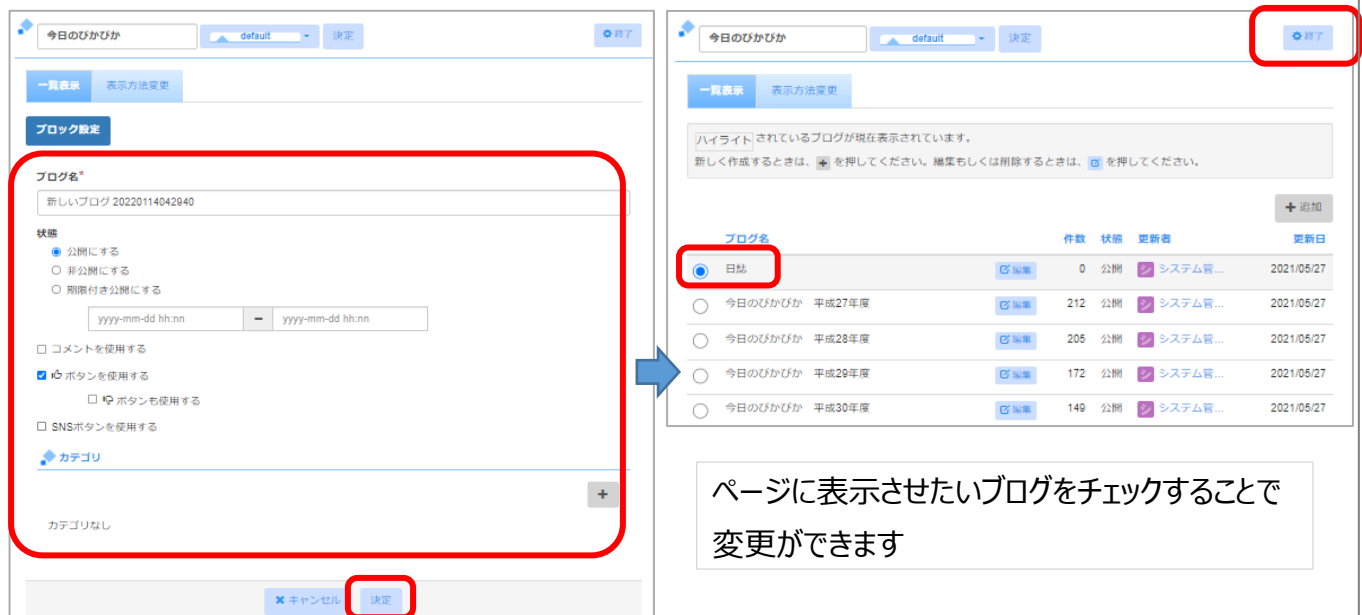 今日のぴかぴか default 決定 終了
一覧表示 表示方法変更
ブロック設定
ブログ名*
新しいブログ 20220114042940
状態
公開にする
非公開にする
期限付き公開にする
yyyy-mm-dd hh:nn − yyyy-mm-dd hh:nn
コメントを使用する
ボタンを使用する
ボタンも使用する
SNSボタンを使用する
カテゴリ
+
カテゴリなし
キャンセル 決定
今日のぴかぴか default 決定 終了
一覧表示 表示方法変更
ハイライト されているブログが現在表示されています。
新しく作成するときは、+ を押してください。編集もしくは削除するときは、 を押してください。
+ 追加
ブログ名 件数 状態 更新者 更新日
日誌 編集 0 公開 シ システム管... 2021/05/27
今日のぴかぴか 平成27年度 編集 212 公開 シ システム管... 2021/05/27
今日のぴかぴか 平成28年度 編集 205 公開 シ システム管... 2021/05/27
今日のぴかぴか 平成29年度 編集 172 公開 シ システム管... 2021/05/27
今日のぴかぴか 平成30年度 編集 149 公開 シ システム管... 2021/05/27
ページに表示させたいブログをチェックすることで
変更ができます